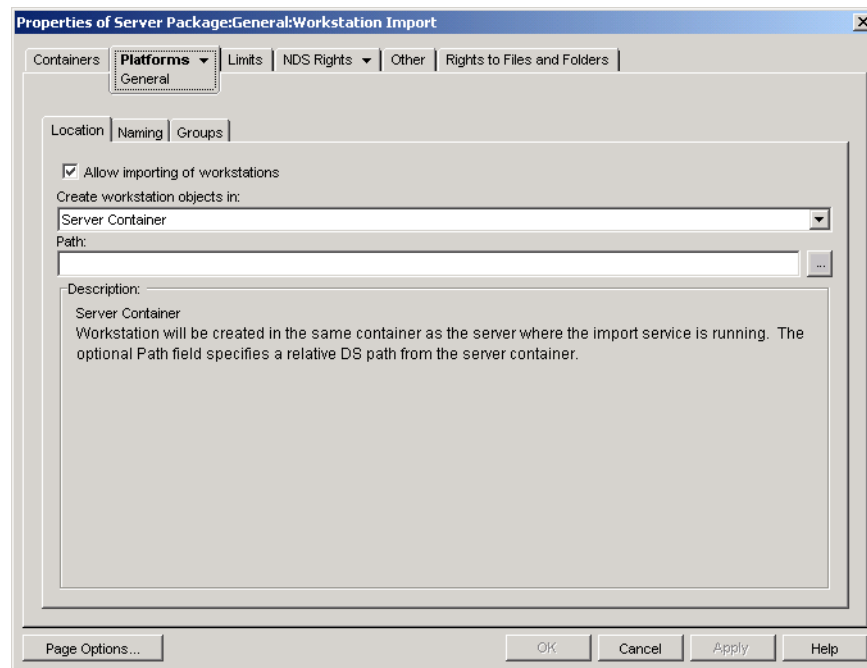 Properties of Server Package:General:Workstation Import
Containers Platforms Limits NDS Rights Other Rights to Files and Folders
General
Location Naming Groups
Allow importing of workstations
Create workstation objects in:
Server Container
Path:
...
Description:
Server Container
Workstation will be created in the same container as the server where the import service is running. The
optional Path field specifies a relative DS path from the server container.
Page Options... OK Cancel Apply Help